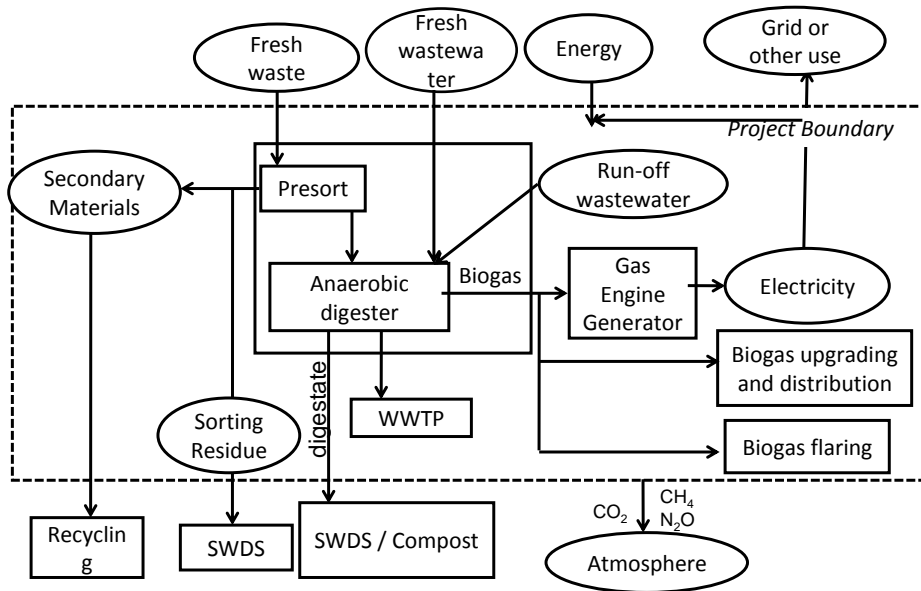 Fresh
waste
Fresh
wastewa
ter
Energy
Grid or
other use
Project Boundary
Secondary
Materials
Presort
Run-off
wastewater
Anaerobic
digester
Biogas
Gas
Engine
Generator
Electricity
Biogas upgrading
and distribution
digestate
WWTP
Sorting
Residue
Biogas flaring
Recyclin
g
SWDS
SWDS / Compost
CO₂
CH₄
N₂O
Atmosphere